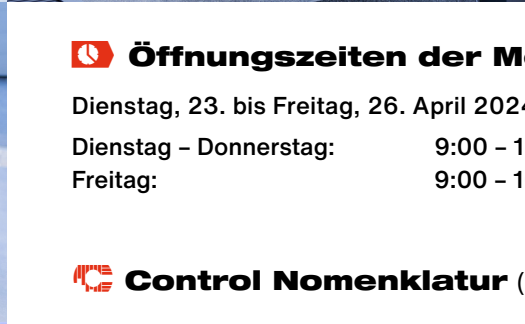 Öffnungszeiten der M
Dienstag, 23. bis Freitag, 26. April 2024
Dienstag – Donnerstag: 9:00 – 1
Freitag: 9:00 – 1
Control Nomenklatur (